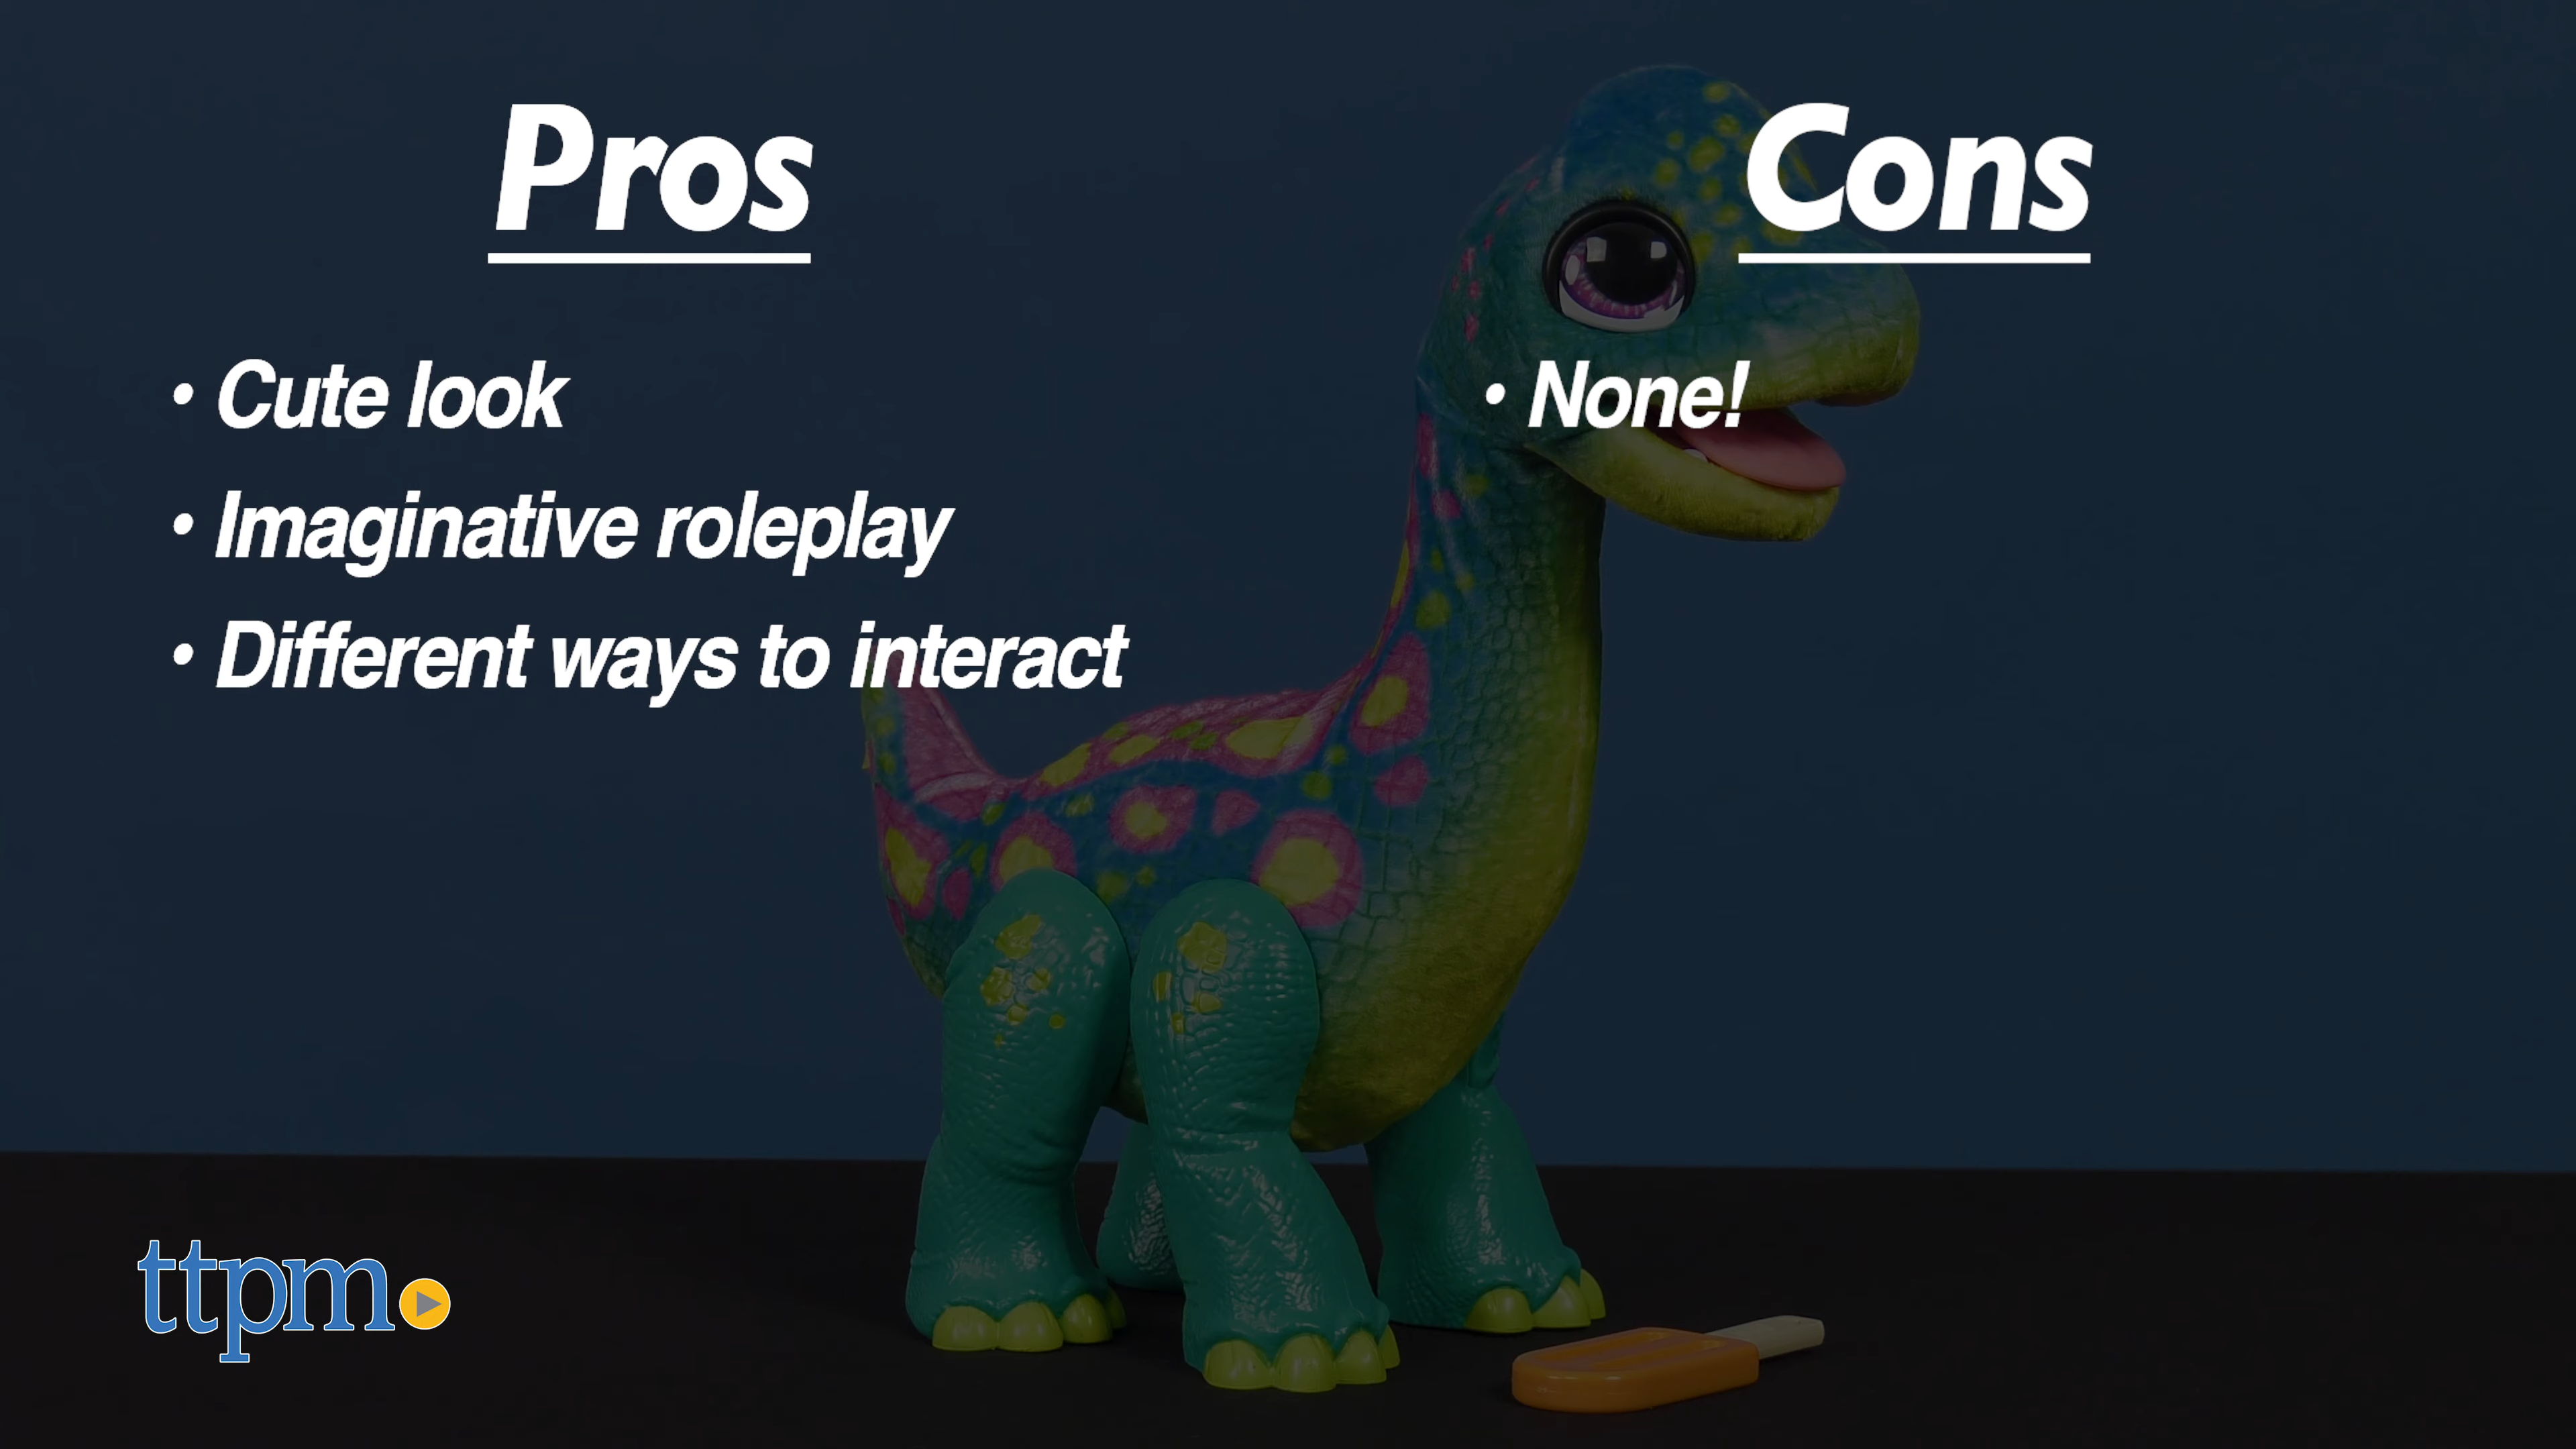 Pros
• Cute look
• Imaginative roleplay
• Different ways to interact
Cons
• None!
ttpm